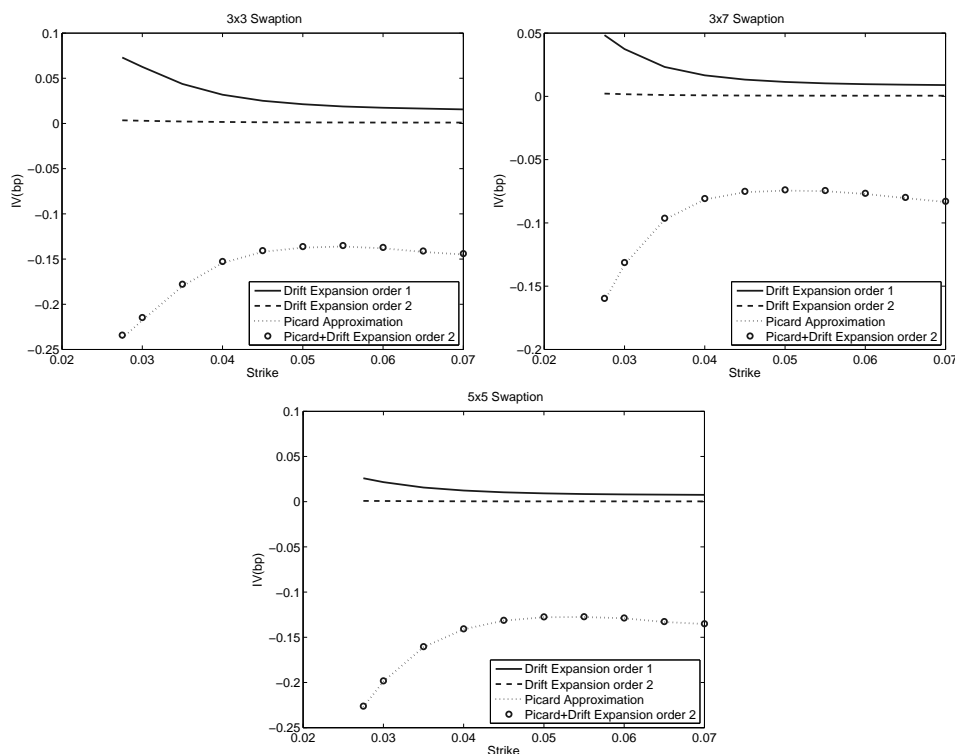 3x3 Swaption
0.1
0.05
0
−0.05
−0.1
−0.15
−0.2
−0.25
IV(bp)
0.02
0.03
0.04
0.05
0.06
0.07
Strike
Drift Expansion order 1
Drift Expansion order 2
Picard Approximation
Picard+Drift Expansion order 2
3x7 Swaption
0.05
0
−0.05
−0.1
−0.15
−0.2
IV(bp)
0.02
0.03
0.04
0.05
0.06
0.07
Strike
Drift Expansion order 1
Drift Expansion order 2
Picard Approximation
Picard+Drift Expansion order 2
5x5 Swaption
0.1
0.05
0
−0.05
−0.1
−0.15
−0.2
−0.25
IV(bp)
0.02
0.03
0.04
0.05
0.06
0.07
Strike
Drift Expansion order 1
Drift Expansion order 2
Picard Approximation
Picard+Drift Expansion order 2